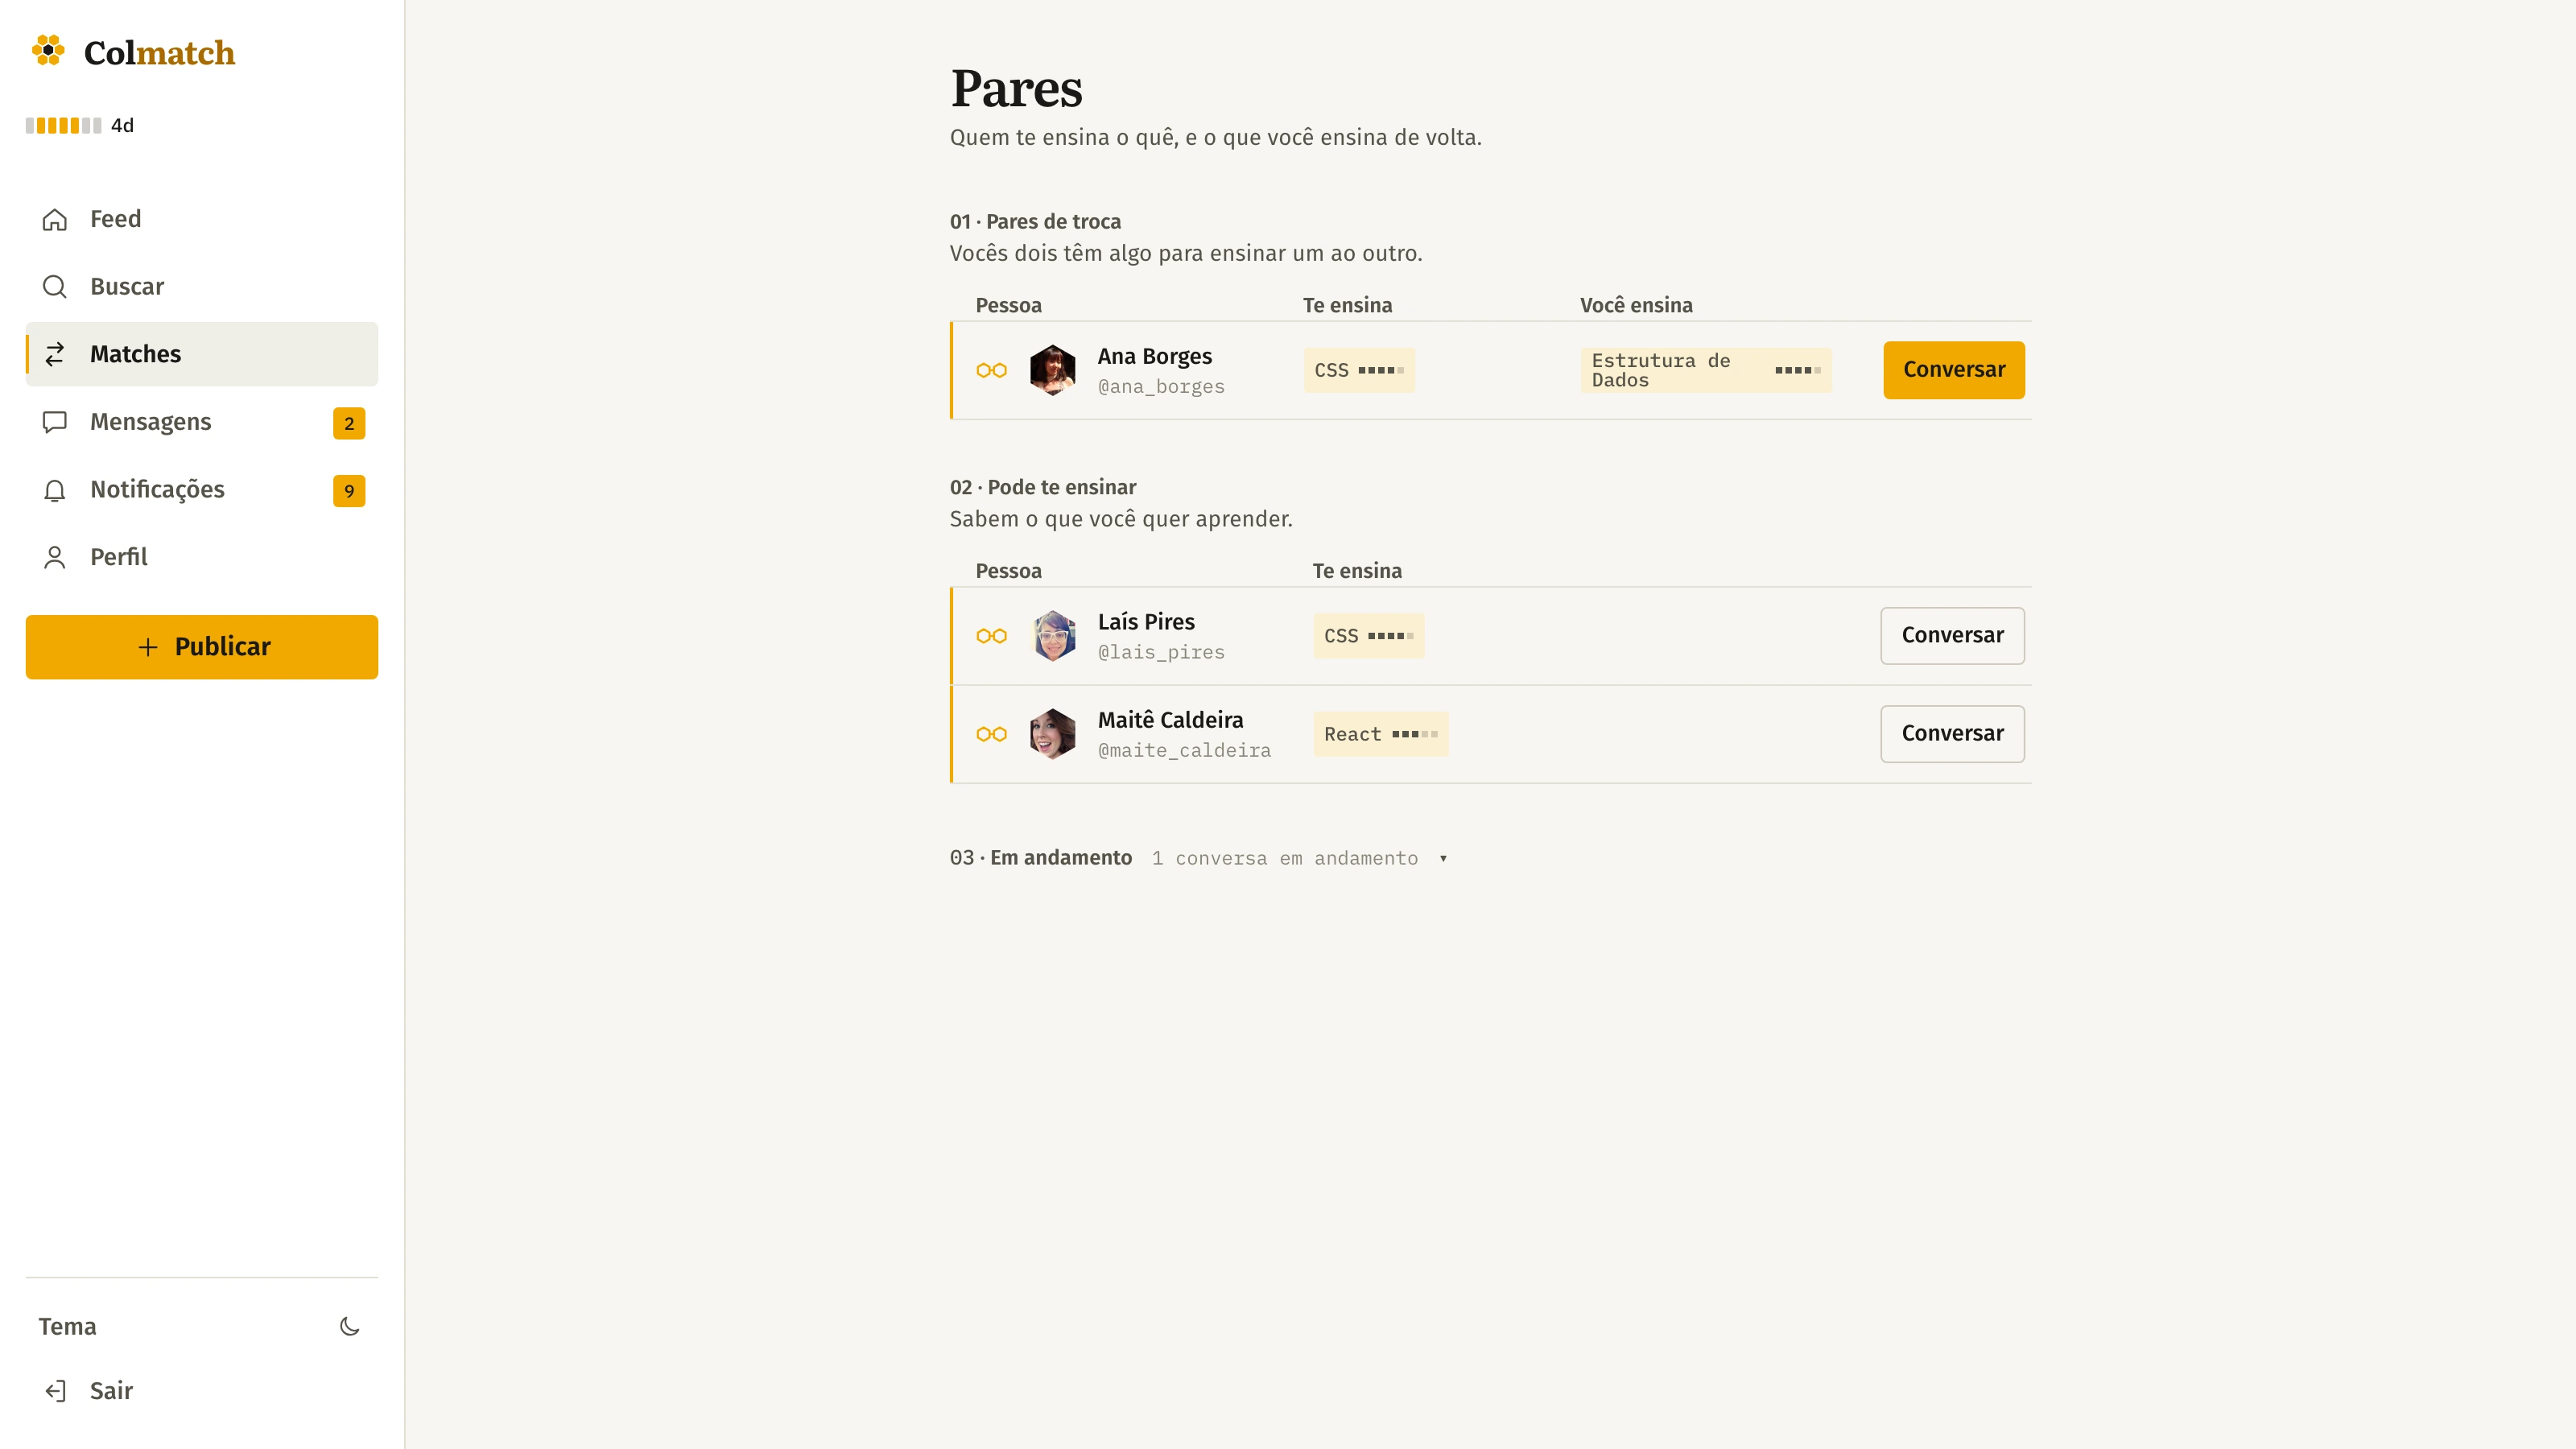 Colmatch
4d
Feed
Buscar
Matches
Mensagens 2
Notificações 9
Perfil
+ Publicar
Tema
Sair
Pares
Quem te ensina o quê, e o que você ensina de volta.
01 · Pares de troca
Vocês dois têm algo para ensinar um ao outro.
Pessoa Te ensina Você ensina
Ana Borges
@ana_borges
CSS
Estrutura de
Dados
Conversar
02 · Pode te ensinar
Sabem o que você quer aprender.
Pessoa Te ensina
Laís Pires
@lais_pires
CSS
Conversar
Maitê Caldeira
@maite_caldeira
React
Conversar
03 · Em andamento 1 conversa em andamento ▾